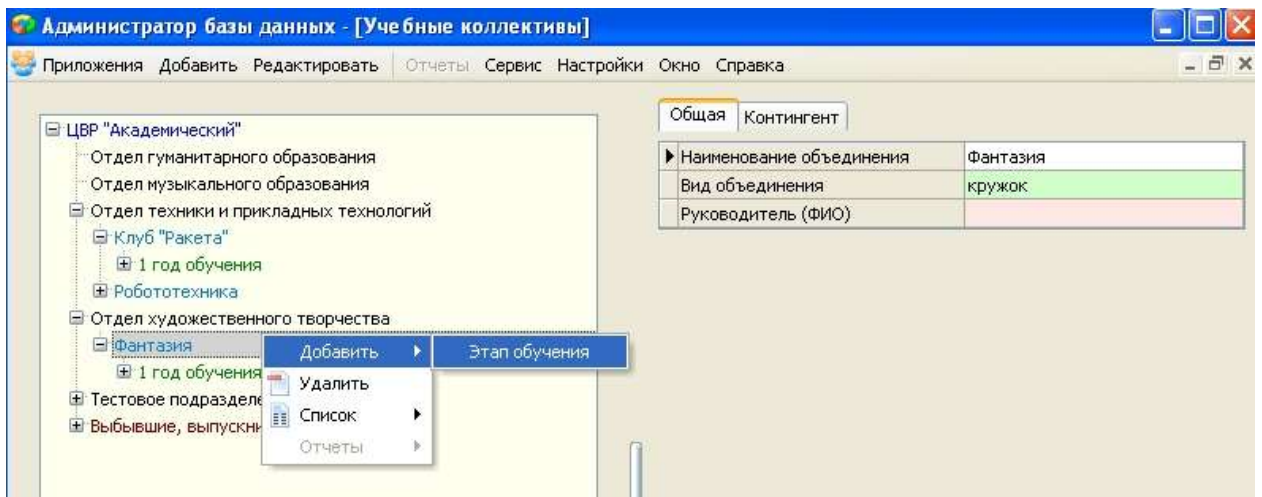 Администратор базы данных - [Учебные коллективы]
Приложения Добавить Редактировать Отчеты Сервис Настройки Окно Справка
ЦВР "Академический"
Отдел гуманитарного образования
Отдел музыкального образования
Отдел техники и прикладных технологий
Клуб "Ракета"
1 год обучения
Робототехника
Отдел художественного творчества
Фантазия
1 год обучения
Тестовое
Выбывшие,
Добавить
Удалить
Список
Отчеты
Этап обучения
Общая Контингент
Наименование объединения Фантазия
Вид объединения кружок
Руководитель (ФИО)